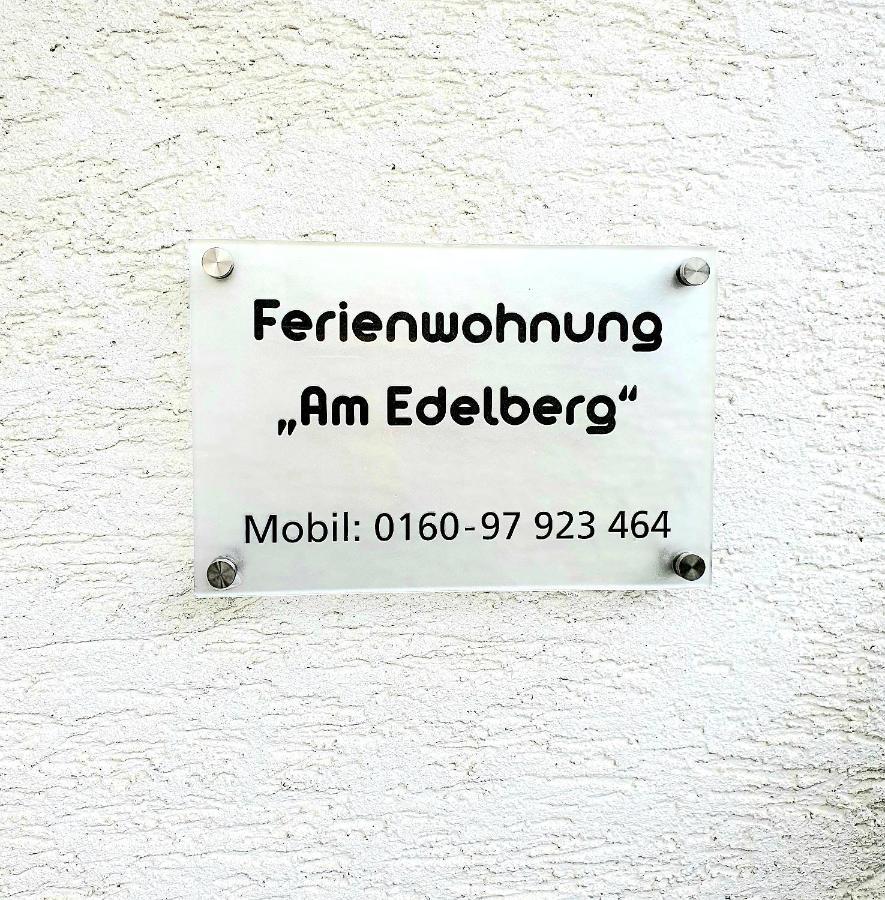 Ferienwohnung
„Am Edelberg“
Mobil: 0160-97 923 464